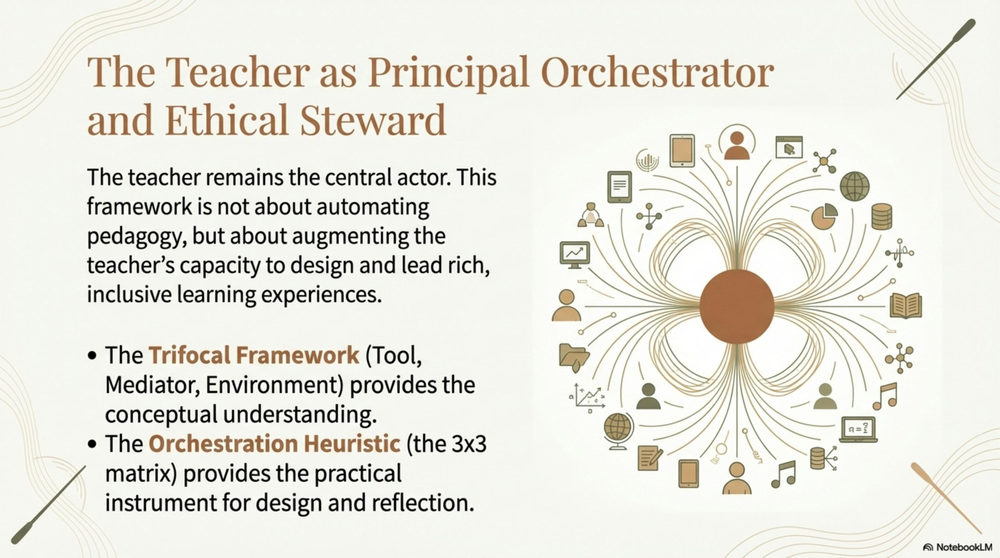 The Teacher as Principal Orchestrator
and Ethical Steward
The teacher remains the central actor. This
framework is not about automating
pedagogy, but about augmenting the
teacher’s capacity to design and lead rich,
inclusive learning experiences.
• The Trifocal Framework (Tool,
Mediator, Environment) provides the
conceptual understanding.
• The Orchestration Heuristic (the 3x3
matrix) provides the practical
instrument for design and reflection.
NotebookLM